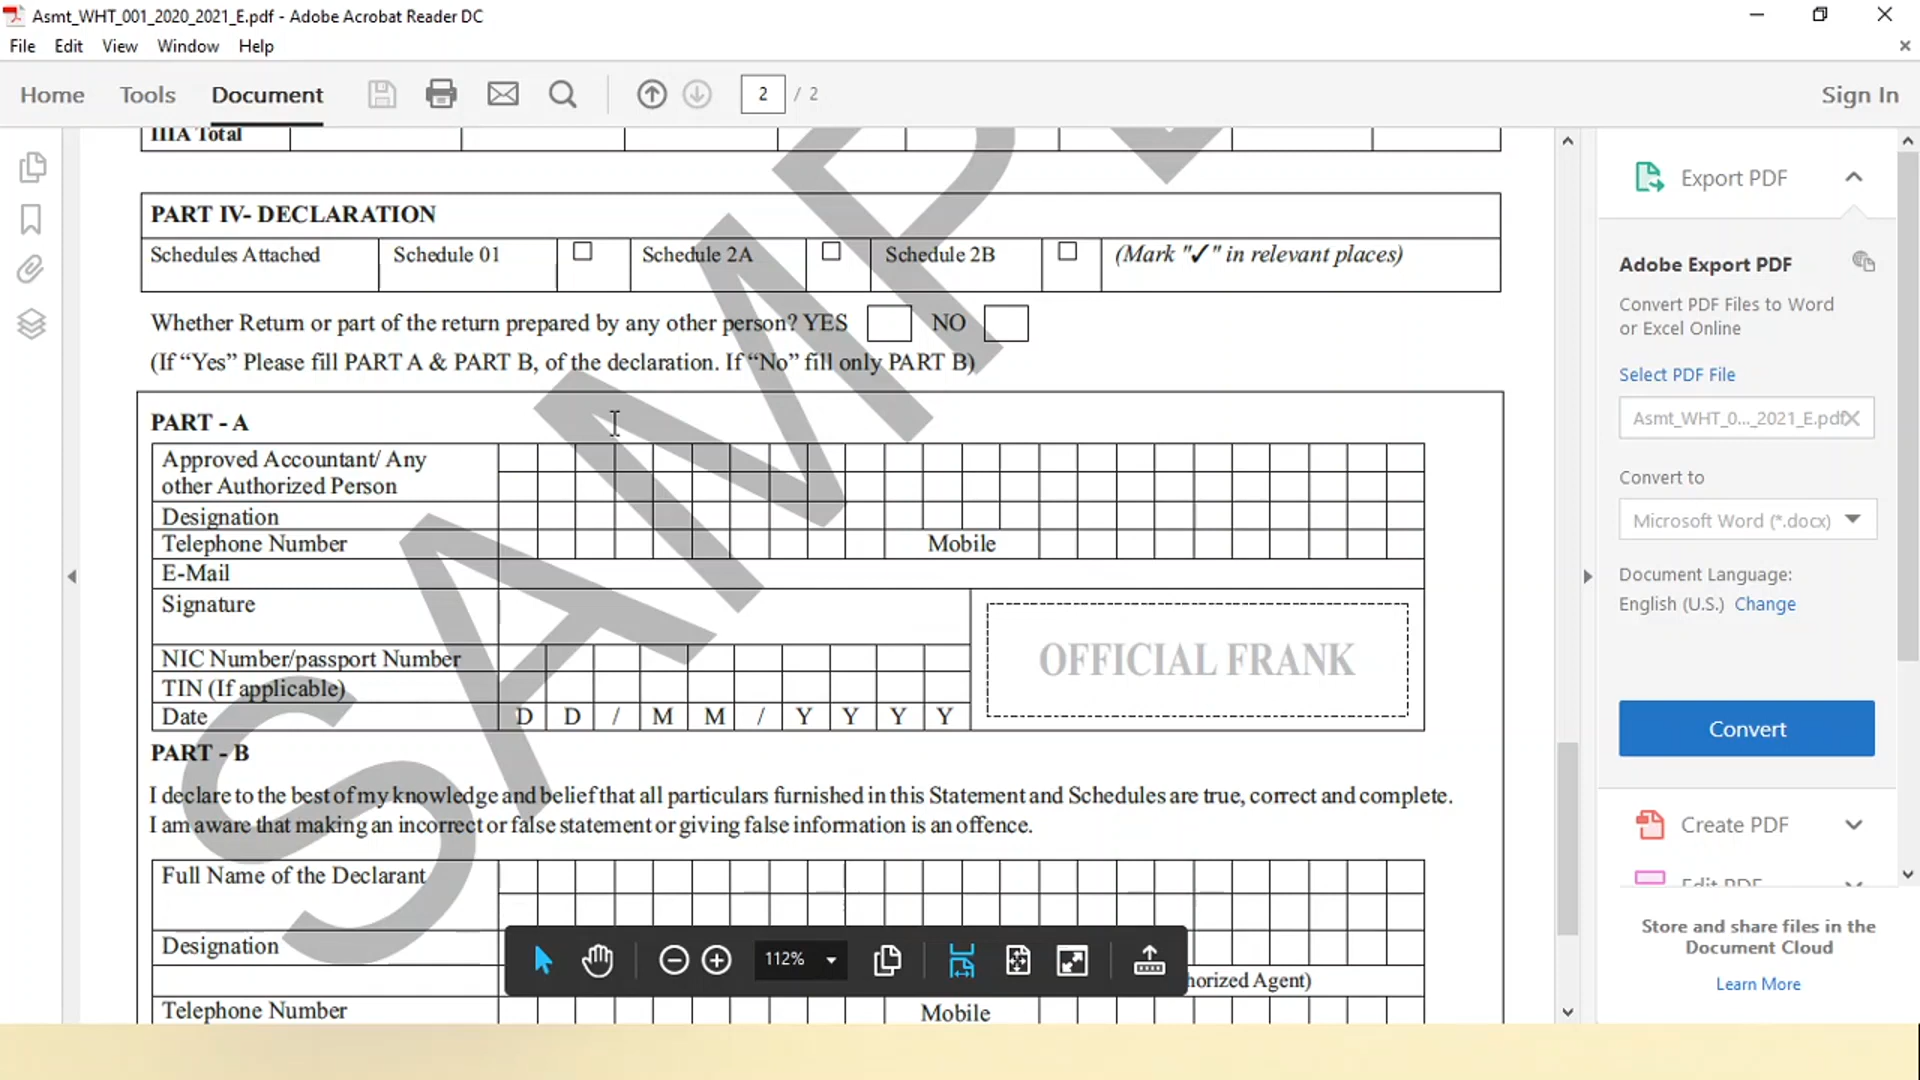 Asmt_WHT_001_2020_2021_E.pdf - Adobe Acrobat Reader DC
File Edit View Window Help
Home Tools Document 2 / 2 Sign In
IIIA Total
PART IV- DECLARATION
Schedules Attached Schedule 01 Schedule 2A Schedule 2B (Mark "✓" in relevant places)
Whether Return or part of the return prepared by any other person? YES NO
(If “Yes” Please fill PART A & PART B, of the declaration. If “No” fill only PART B)
PART - A
Approved Accountant/ Any
other Authorized Person
Designation
Telephone Number Mobile
E-Mail
Signature
OFFICIAL FRANK
NIC Number/passport Number
TIN (If applicable)
Date D D / M M / Y Y Y Y
PART - B
I declare to the best of my knowledge and belief that all particulars furnished in this Statement and Schedules are true, correct and complete.
I am aware that making an incorrect or false statement or giving false information is an offence.
Full Name of the Declarant
Designation
horized Agent)
Telephone Number Mobile
SAMPL
112%
Export PDF
Adobe Export PDF
Convert PDF Files to Word
or Excel Online
Select PDF File
Asmt_WHT_0..._2021_E.pdf
Convert to
Microsoft Word (*.docx)
Document Language:
English (U.S.) Change
Convert
Create PDF
Edit PDF
Store and share files in the
Document Cloud
Learn More